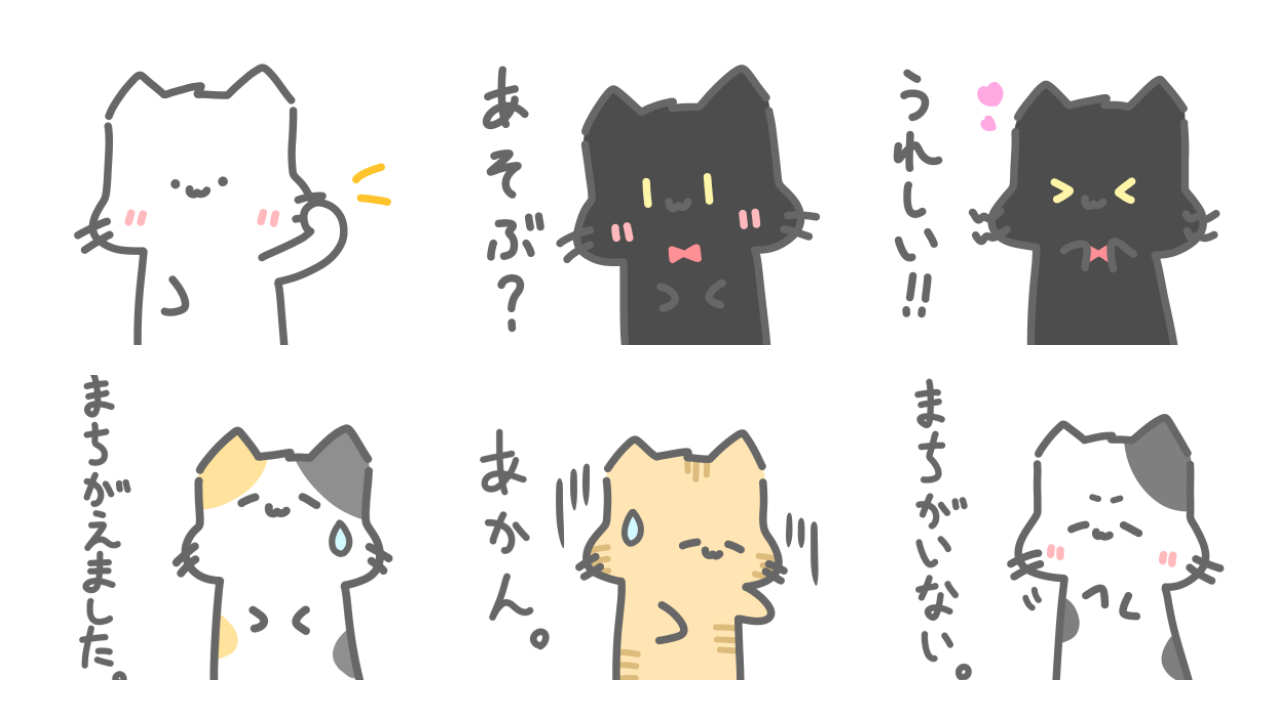 あそぶ?
うれしい!!
まちがえました。
あかん。
まちがいない。